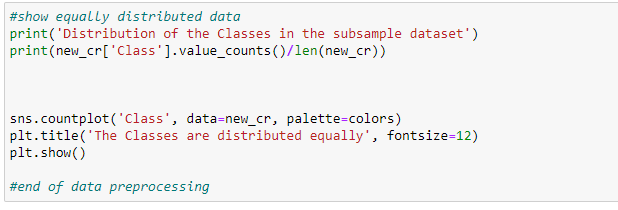 #show equally distributed data
print('Distribution of the Classes in the subsample dataset')
print(new_cr['Class'].value_counts()/len(new_cr))
sns.countplot('Class', data=new_cr, palette=colors)
plt.title('The Classes are distributed equally', fontsize=12)
plt.show()
#end of data preprocessing